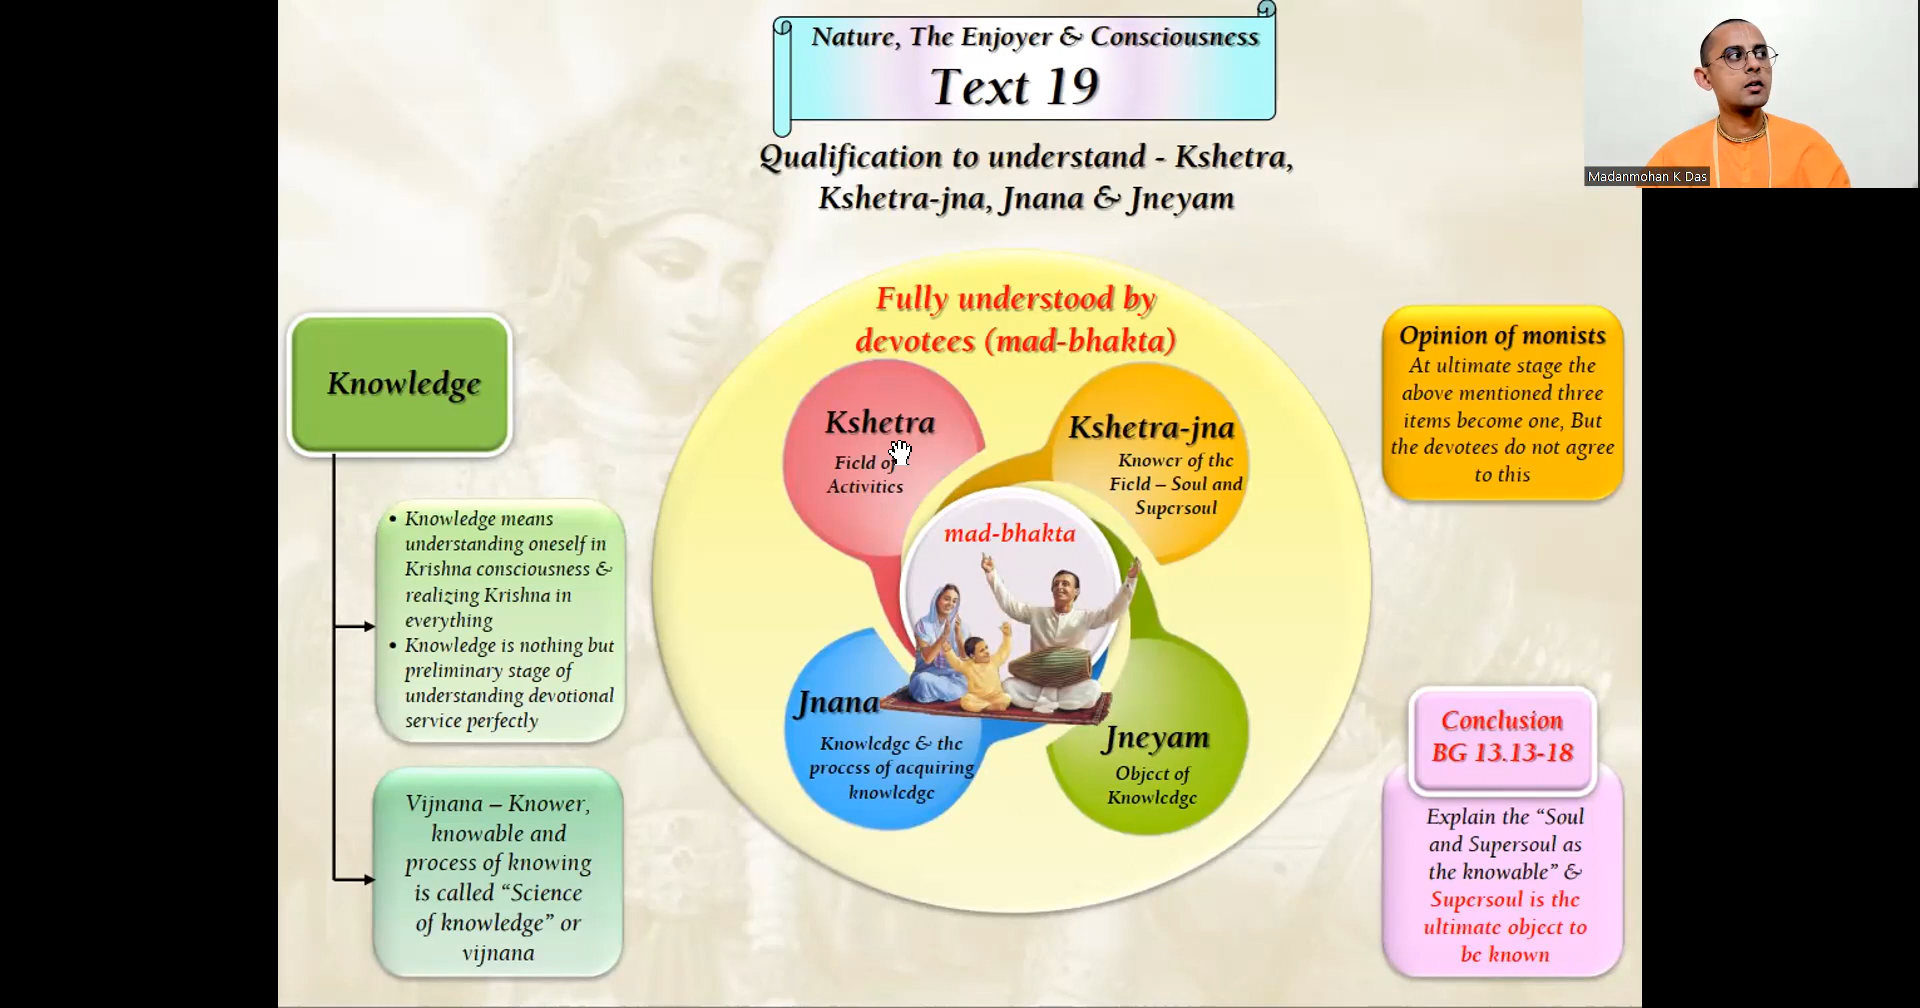 Nature, The Enjoyer & Consciousness
Text 19
Madanmohan K Das
Qualification to understand - Kshetra,
Kshetra-jna, Jnana & Jneyam
Knowledge
• Knowledge means
understanding oneself in
Krishna consciousness &
realizing Krishna in
everything
• Knowledge is nothing but
preliminary stage of
understanding devotional
service perfectly
Vijnana – Knower,
knowable and
process of knowing
is called “Science
of knowledge” or
vijnana
Fully understood by
devotees (mad-bhakta)
Kshetra
Field of
Activities
Kshetra-jna
Knower of the
Field – Soul and
Supersoul
mad-bhakta
Jnana
Knowledge & the
process of acquiring
knowledge
Jneyam
Object of
Knowledge
Opinion of monists
At ultimate stage the
above mentioned three
items become one, But
the devotees do not agree
to this
Conclusion
BG 13.13-18
Explain the “Soul
and Supersoul as
the knowable” &
Supersoul is the
ultimate object to
be known